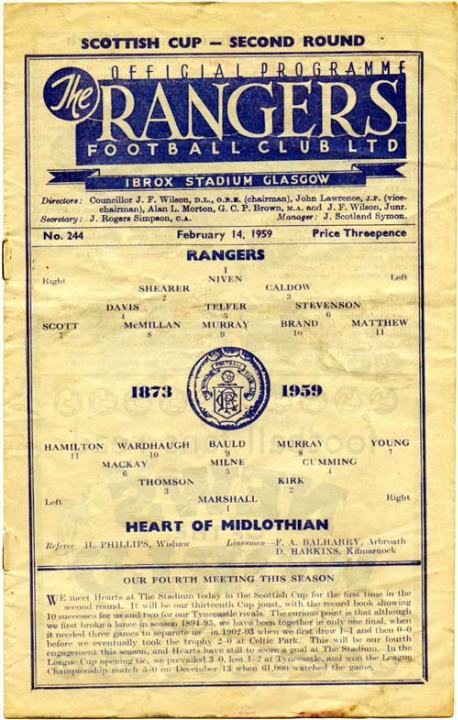 SCOTTISH CUP — SECOND ROUND
OFFICIAL PROGRAMME
The RANGERS
FOOTBALL CLUB LTD
IBROX STADIUM GLASGOW
Directors: Councillor J. F. Wilson, D.L., O.B.E. (chairman), John Lawrence, J.P. (vice-
chairman), Alan L. Morton, G. C. P. Brown, M.A. and J. F. Wilson, Junr.
Secretary: J. Rogers Simpson, C.A. Manager: J. Scotland Symon.
No. 244 February 14, 1959 Price Threepence
RANGERS
1
Right NIVEN Left
SHEARER CALDOW
2 3
DAVIS TELFER STEVENSON
4 5 6
SCOTT McMILLAN MURRAY BRAND MATTHEW
7 8 9 10 11
1873 1959
HAMILTON WARDHAUGH BAULD MURRAY YOUNG
11 10 9 8 7
MACKAY MILNE CUMMING
6 5 4
THOMSON KIRK
3 2
Left MARSHALL Right
1
HEART OF MIDLOTHIAN
Referee H. PHILLIPS, Wishaw Linesmen—F. A. BALHARRY, Arbroath
D. HARKINS, Kilmarnock
OUR FOURTH MEETING THIS SEASON
WE meet Hearts at The Stadium today in the Scottish Cup for the first time in the
second round. It will be our thirteenth Cup joust, with the record book showing
10 successes for us and two for our Tynecastle rivals. The curious point is that although
we first broke a lance in season 1894-95, we have been together in only one final, when
it needed three games to separate us—in 1902-03 when we first drew 1—1 and then 0—0
before we eventually took the trophy 2—0 at Celtic Park. This will be our fourth
engagement this season, and Hearts have still to score a goal at The Stadium. In the
League Cup opening tie, we prevailed 3-0, lost 1-2 at Tynecastle, and won the League
Championship match 5—0 on December 13 when 61,000 watched the game.